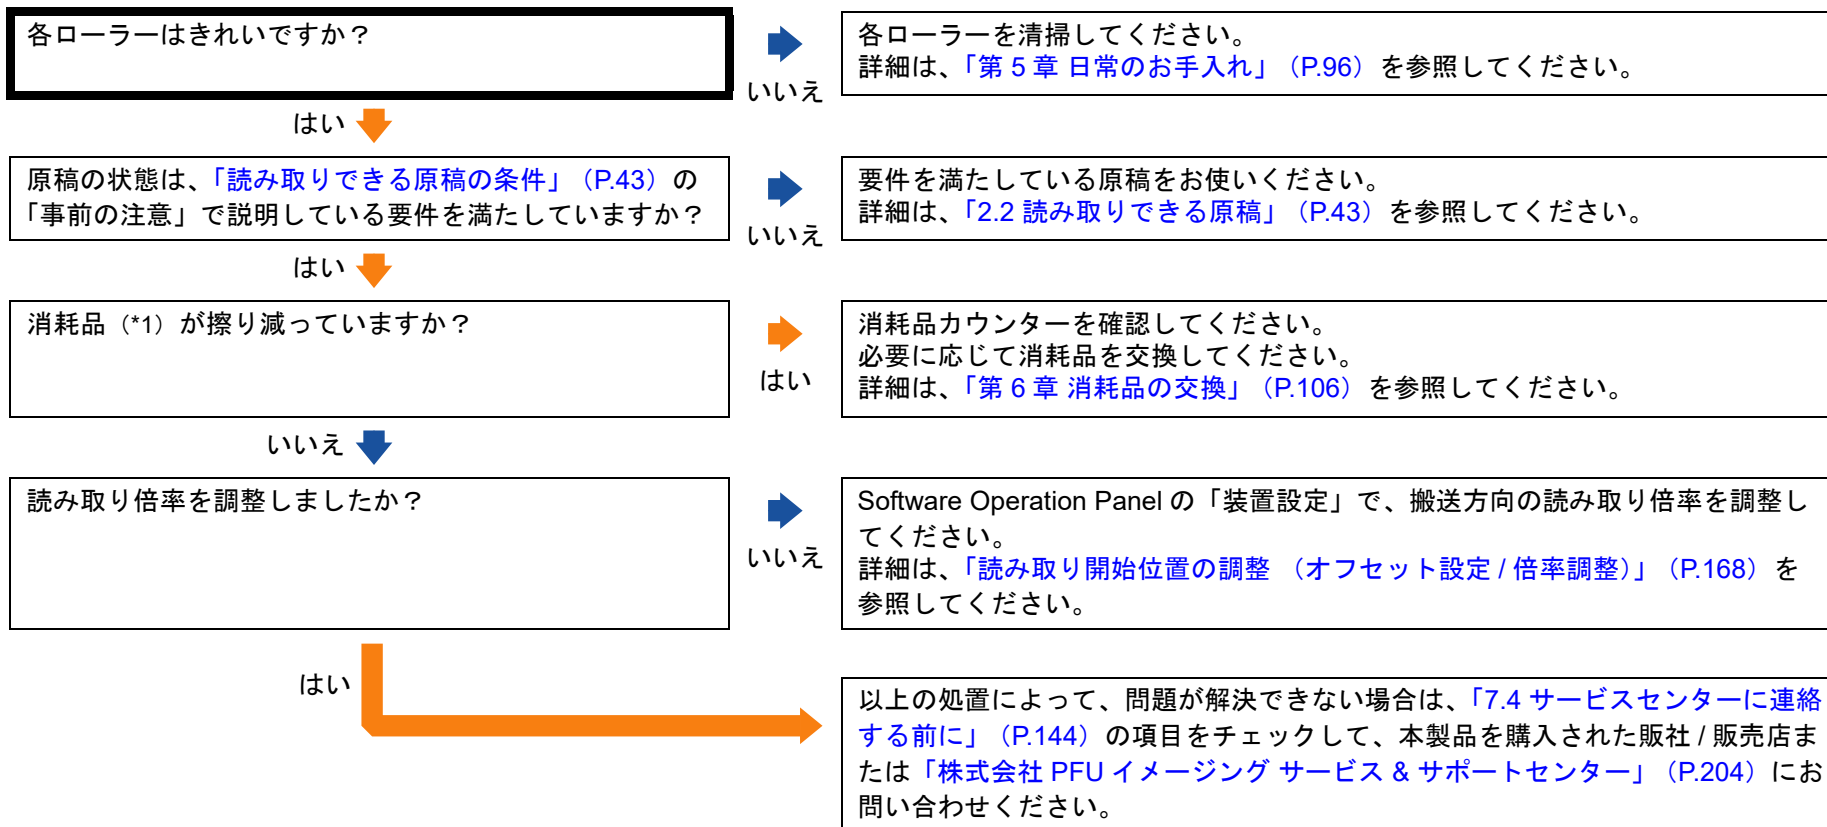 各ローラーはきれいですか？
いいえ
各ローラーを清掃してください。
詳細は、「第 5 章 日常のお手入れ」（P.96）を参照してください。
はい
原稿の状態は、「読み取りできる原稿の条件」（P.43）の
「事前の注意」で説明している要件を満たしていますか？
いいえ
要件を満たしている原稿をお使いください。
詳細は、「2.2 読み取りできる原稿」（P.43）を参照してください。
はい
消耗品（*1）が擦り減っていますか？
はい
消耗品カウンターを確認してください。
必要に応じて消耗品を交換してください。
詳細は、「第 6 章 消耗品の交換」（P.106）を参照してください。
いいえ
読み取り倍率を調整しましたか？
いいえ
Software Operation Panel の「装置設定」で、搬送方向の読み取り倍率を調整し
てください。
詳細は、「読み取り開始位置の調整 （オフセット設定 / 倍率調整）」（P.168）を
参照してください。
はい
以上の処置によって、問題が解決できない場合は、「7.4 サービスセンターに連絡
する前に」（P.144）の項目をチェックして、本製品を購入された販社 / 販売店ま
たは「株式会社 PFU イメージング サービス & サポートセンター」（P.204）にお
問い合わせください。